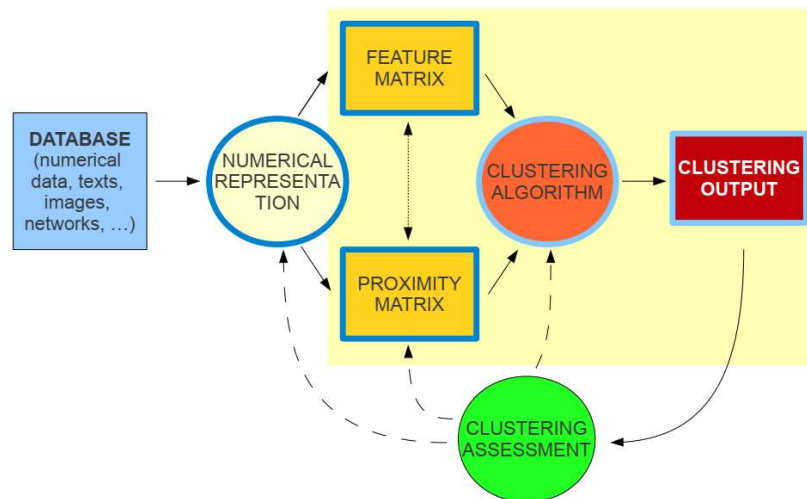 DATABASE
(numerical
data, texts,
images,
networks, …)
NUMERICAL
REPRESENTA
TION
FEATURE
MATRIX
PROXIMITY
MATRIX
CLUSTERING
ALGORITHM
CLUSTERING
OUTPUT
CLUSTERING
ASSESSMENT